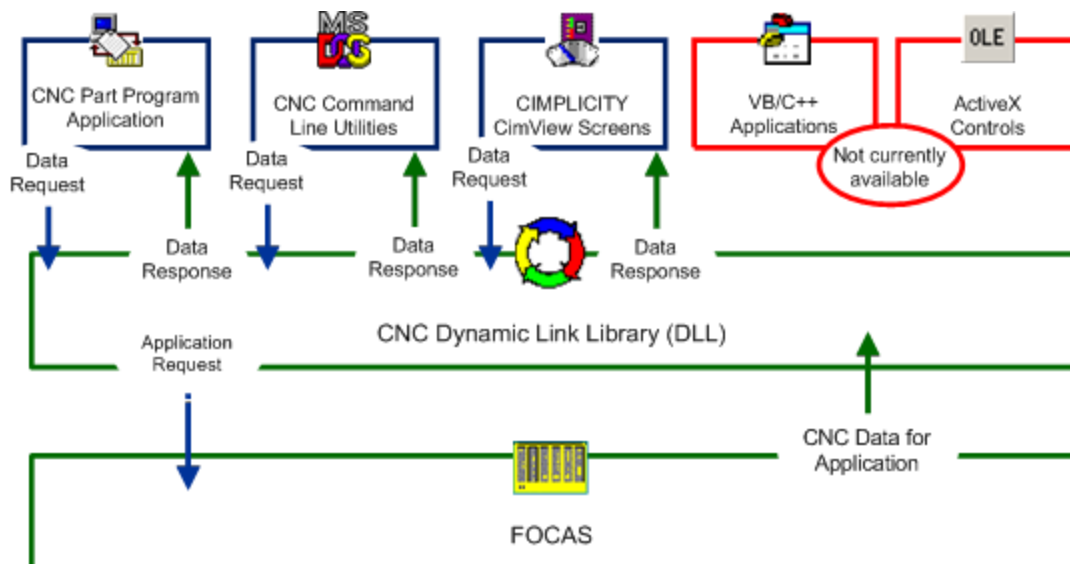 MS
DOS
OLE
CNC Part Program
Application
CNC Command
Line Utilities
CIMPLICITY
CimView Screens
VB/C++
Applications
ActiveX
Controls
Not currently
available
Data
Request
Data
Request
Data
Request
Data
Response
Data
Response
Data
Response
CNC Dynamic Link Library (DLL)
Application
Request
CNC Data for
Application
FOCAS